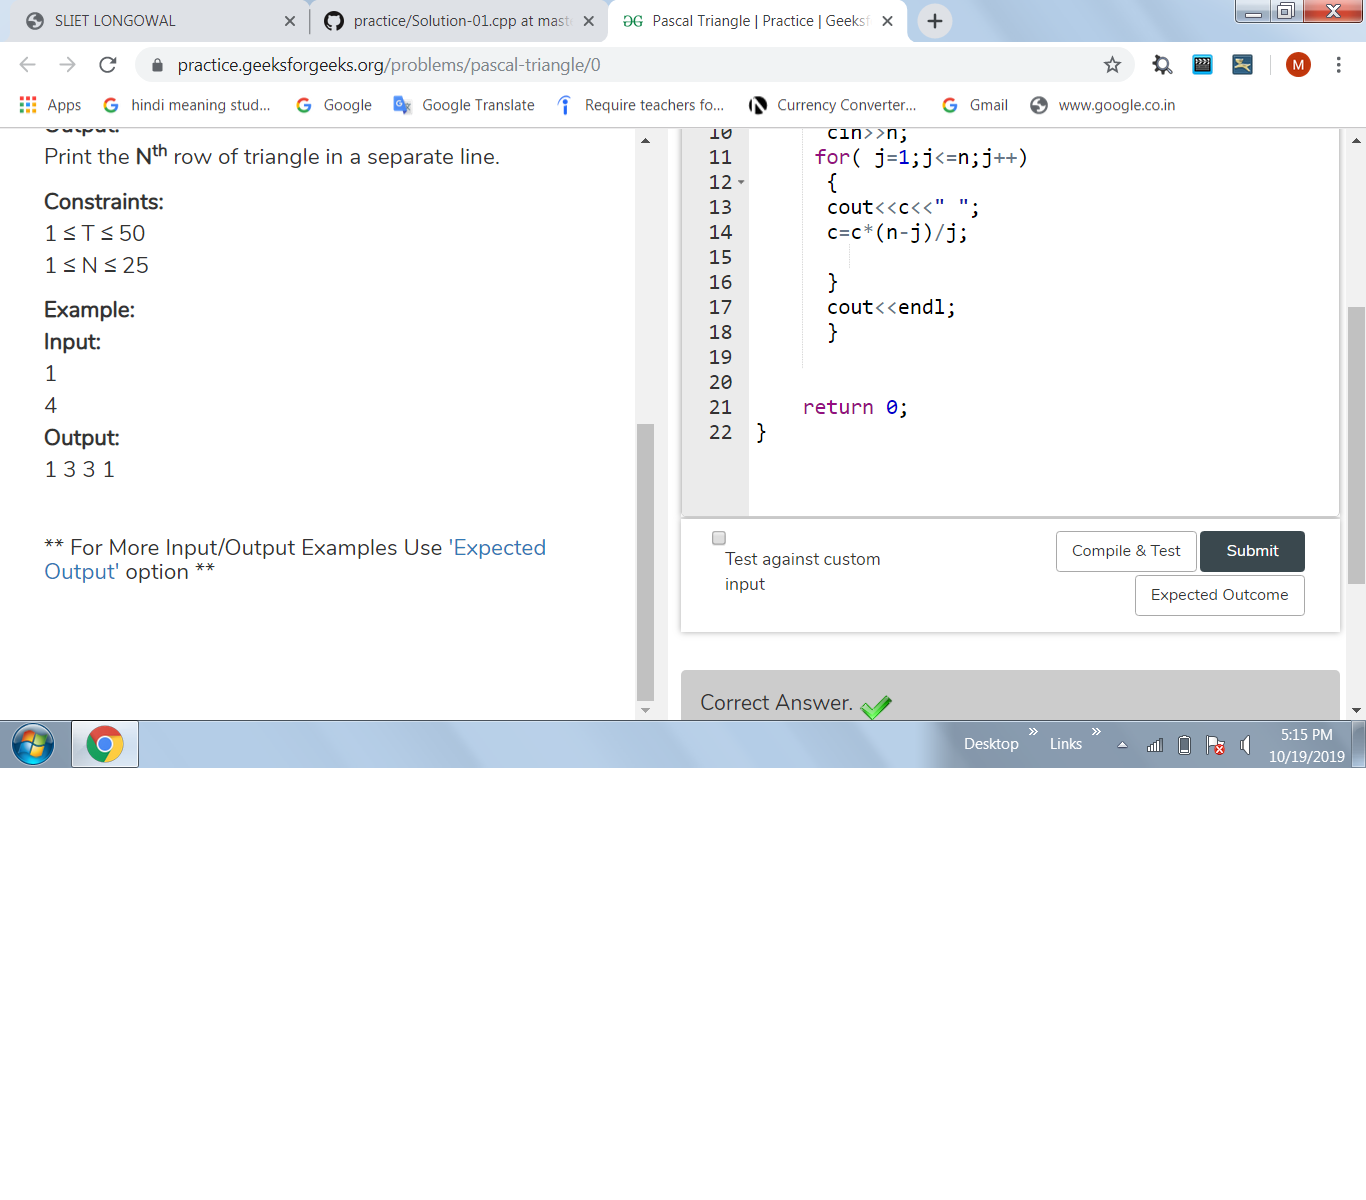 SLIET LONGOWAL
practice/Solution-01.cpp at mast
Pascal Triangle | Practice | Geeksf
practice.geeksforgeeks.org/problems/pascal-triangle/0
M
Apps
hindi meaning stud...
Google
Google Translate
Require teachers fo...
Currency Converter...
Gmail
www.google.co.in
Output:
Print the Nth row of triangle in a separate line.
Constraints:
1 ≤ T ≤ 50
1 ≤ N ≤ 25
Example:
Input:
1
4
Output:
1 3 3 1
** For More Input/Output Examples Use 'Expected
Output' option **
10 cin>>n;
11 for( j=1;j<=n;j++)
12 {
13 cout<<c<<" ";
14 c=c*(n-j)/j;
15
16 }
17 cout<<endl;
18 }
19
20
21 return 0;
22 }
Test against custom
input
Compile & Test
Submit
Expected Outcome
Correct Answer.
Desktop
Links
5:15 PM
10/19/2019